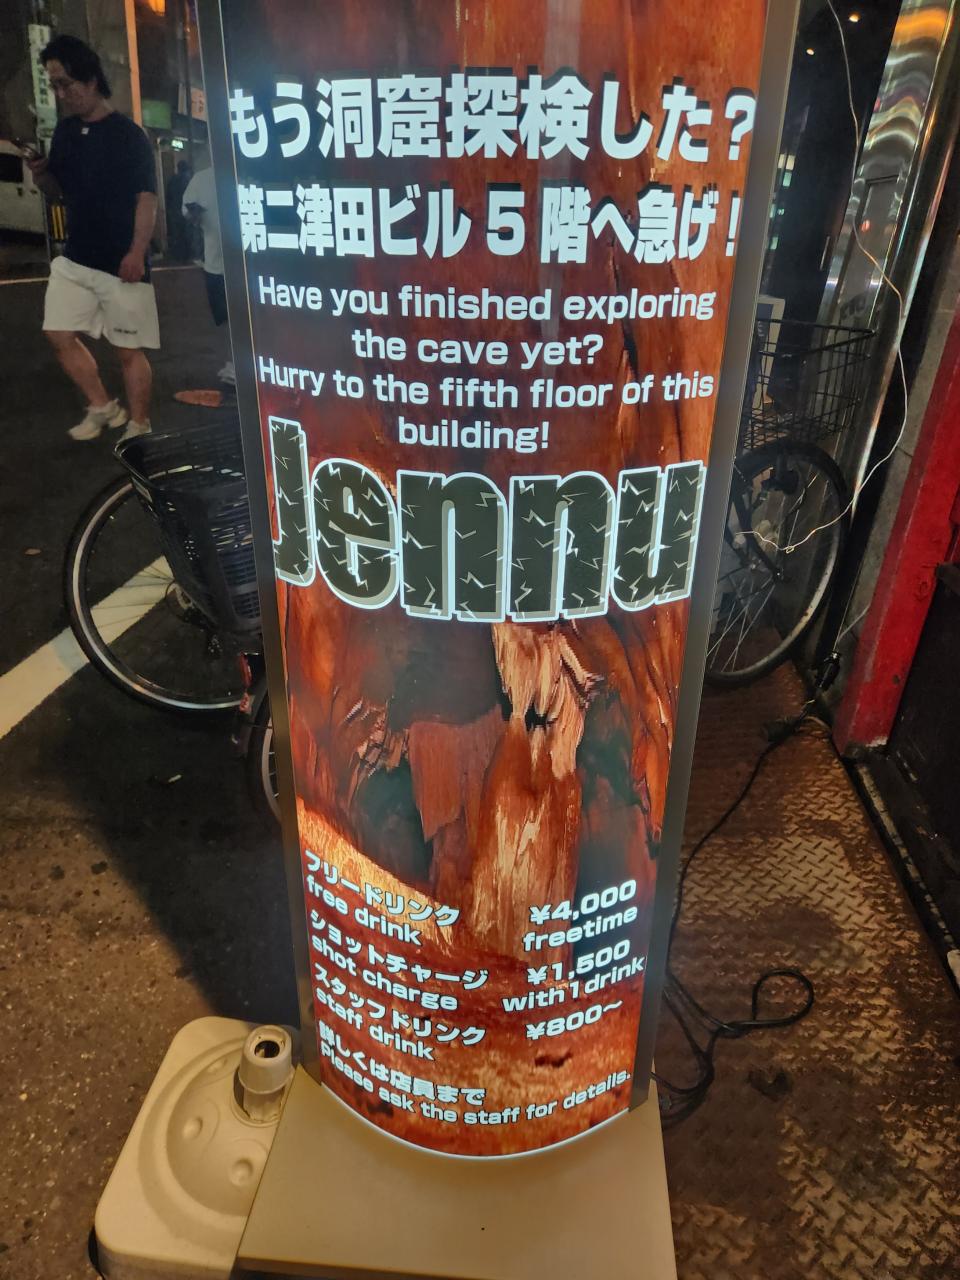 もう洞窟探検した？
第二津田ビル5階へ急げ！
Have you finished exploring
the cave yet?
Hurry to the fifth floor of this
building!
Jennu
フリードリンク ¥4,000
free drink freetime
ショットチャージ ¥1,500
shot charge with 1 drink
スタッフドリンク ¥800～
staff drink
詳しくは店員まで
Please ask the staff for details.